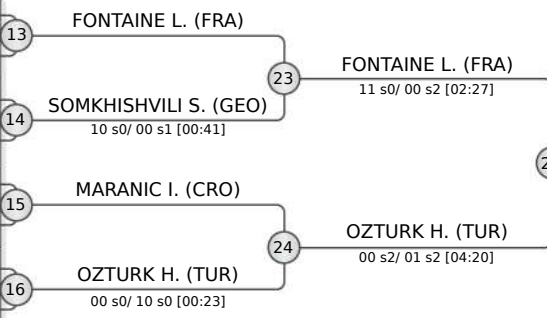 FONTAINE L. (FRA)
13
23
FONTAINE L. (FRA)
11 s0/ 00 s2 [02:27]
SOMKHISHVILI S. (GEO)
14
10 s0/ 00 s1 [00:41]
MARANIC I. (CRO)
15
24
OZTURK H. (TUR)
00 s2/ 01 s2 [04:20]
OZTURK H. (TUR)
16
00 s0/ 10 s0 [00:23]